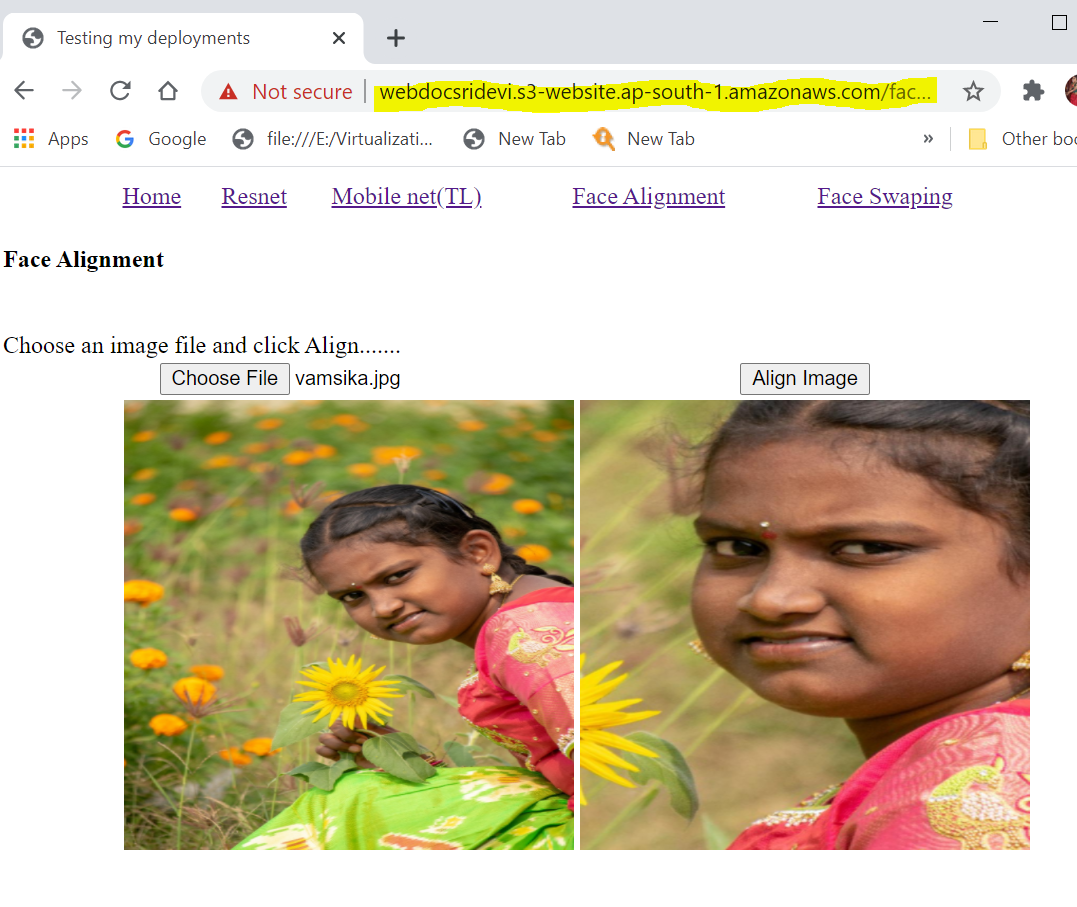 Testing my deployments
Not secure webdocsridevi.s3-website.ap-south-1.amazonaws.com/fac...
Apps Google file:///E:/Virtualizati... New Tab New Tab » Other boo
Home Resnet Mobile net(TL) Face Alignment Face Swaping
Face Alignment
Choose an image file and click Align.......
Choose File vamsika.jpg Align Image